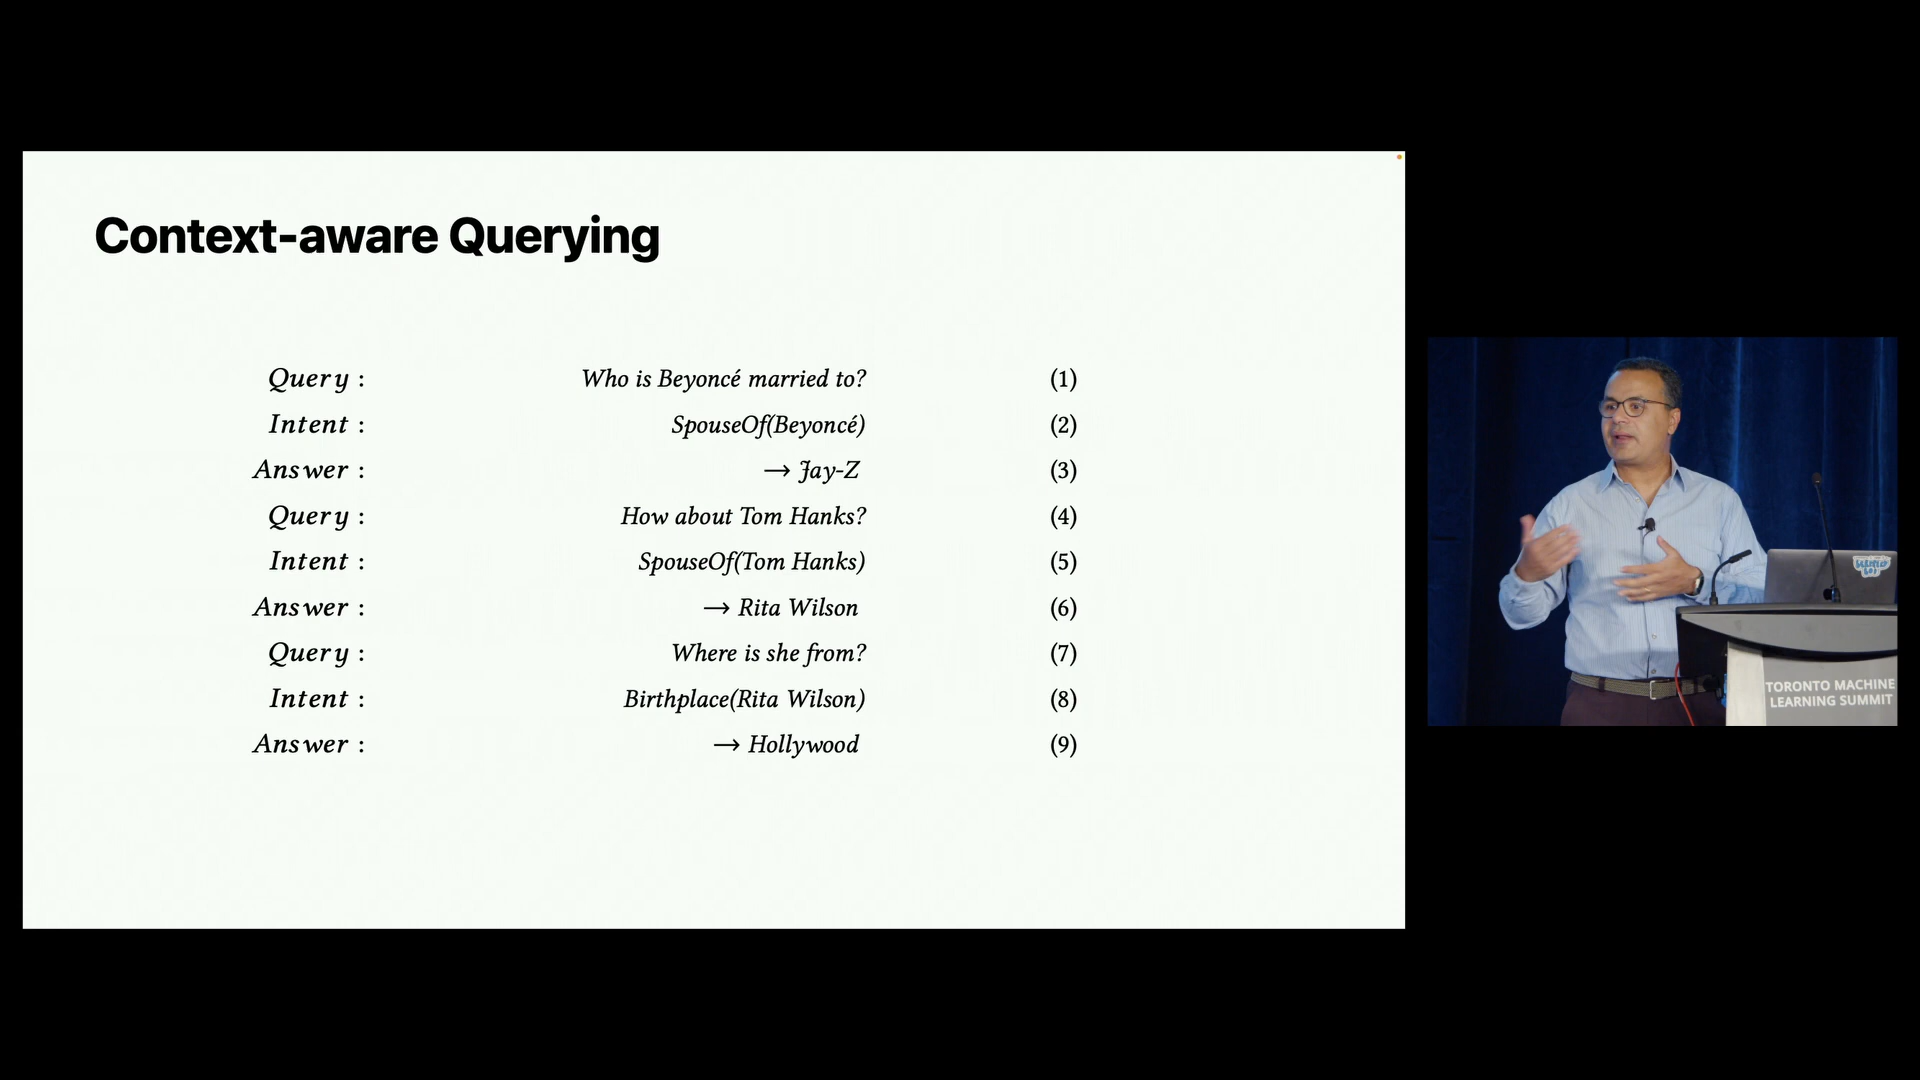 Context-aware Querying
Query : Who is Beyoncé married to? (1)
Intent : SpouseOf(Beyoncé) (2)
Answer : → Jay-Z (3)
Query : How about Tom Hanks? (4)
Intent : SpouseOf(Tom Hanks) (5)
Answer : → Rita Wilson (6)
Query : Where is she from? (7)
Intent : Birthplace(Rita Wilson) (8)
Answer : → Hollywood (9)
TORONTO MACHINE
LEARNING SUMMIT